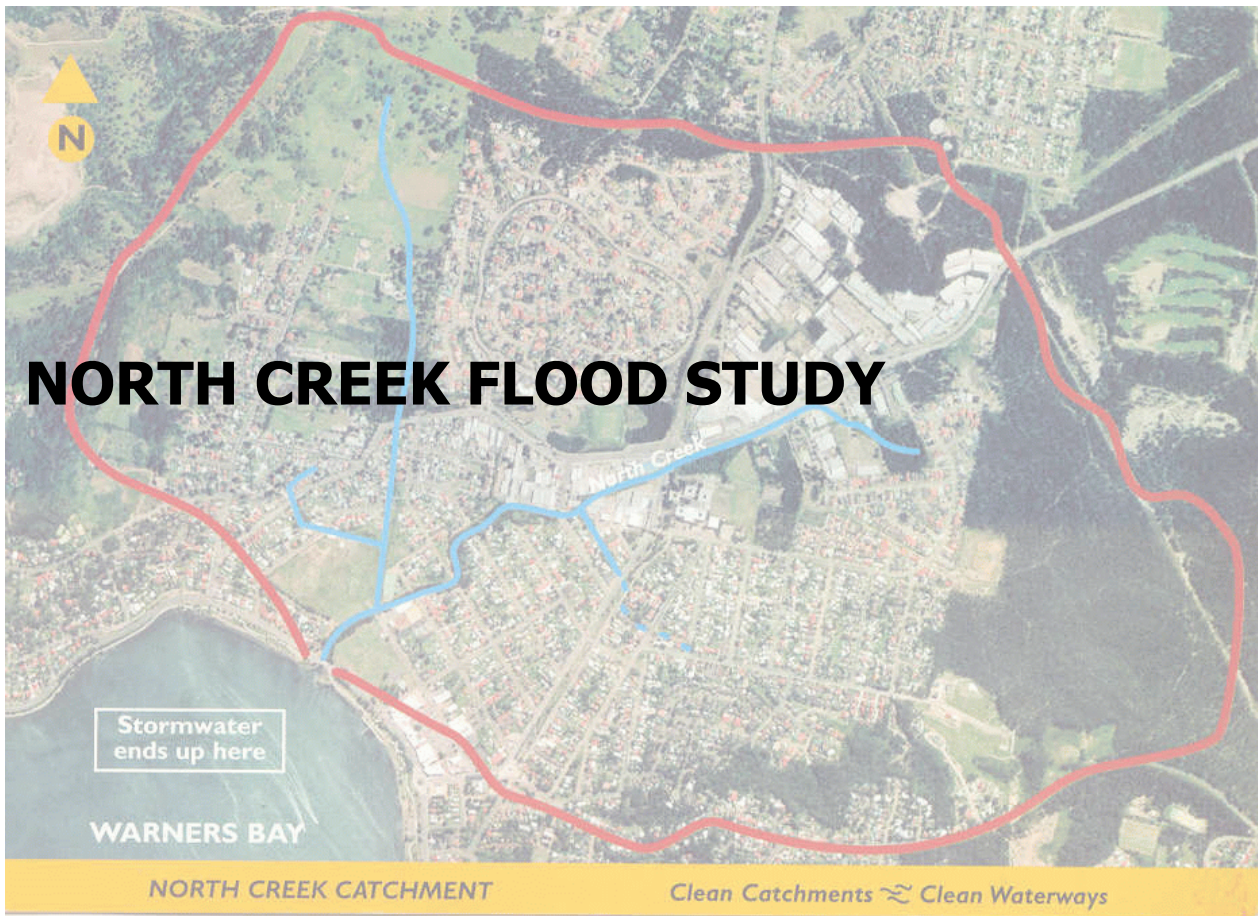 N
NORTH CREEK FLOOD STUDY
North Creek
Stormwater
ends up here
WARNERS BAY
NORTH CREEK CATCHMENT
Clean Catchments Clean Waterways